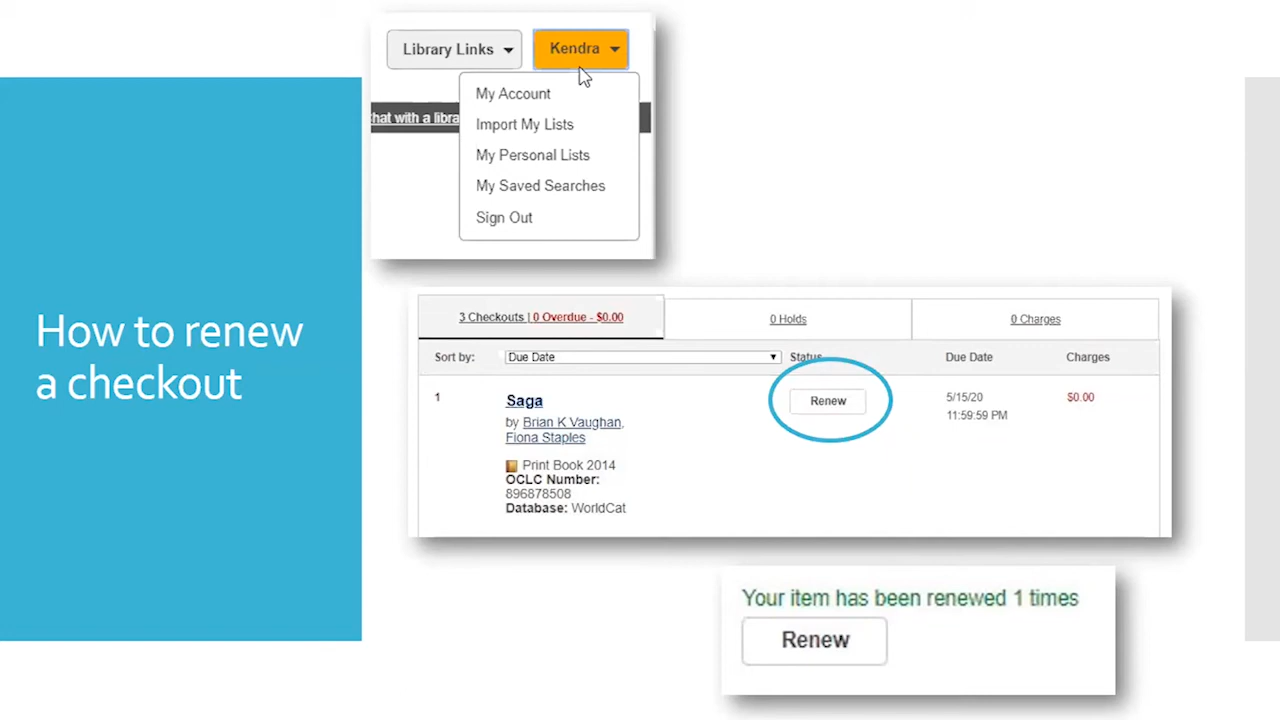 Library Links
Kendra
My Account
hat with a libra
Import My Lists
My Personal Lists
My Saved Searches
Sign Out
How to renew
a checkout
3 Checkouts | 0 Overdue - $0.00
0 Holds
0 Charges
Sort by:
Due Date
Status
Due Date
Charges
1
Saga
by Brian K Vaughan,
Fiona Staples
Print Book 2014
OCLC Number:
896878508
Database: WorldCat
Renew
5/15/20
11:59:59 PM
$0.00
Your item has been renewed 1 times
Renew